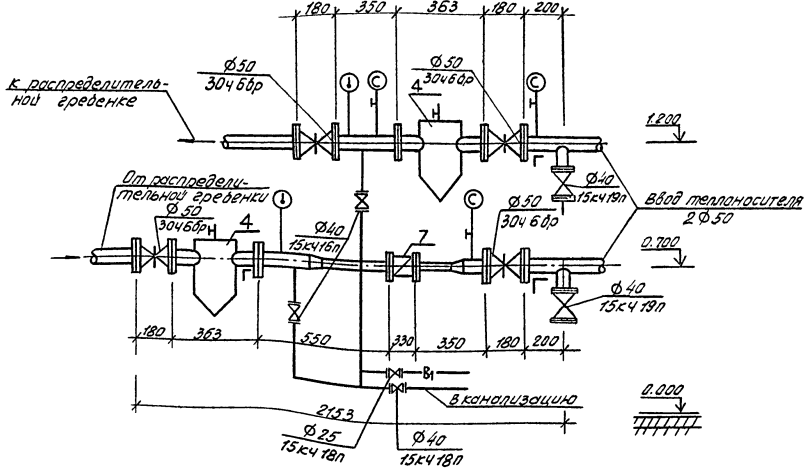 180 350 363 180 200
ф50
30ч6бр
С
4
ф50
30ч6бр
С
к распределитель-
ной гребенке
1.200
От распредели-
тельной гребенки
ф50
30ч6бр
4
ф40
15кч16п
С
7
ф50
30ч6бр
ф40
15кч19п
Ввод теплоносителя
2ф50
0.700
ф40
15кч19п
180 363 550 330 350 180 200
В1
в канализацию
0.000
2153
ф25
15кч18п
ф40
15кч18п